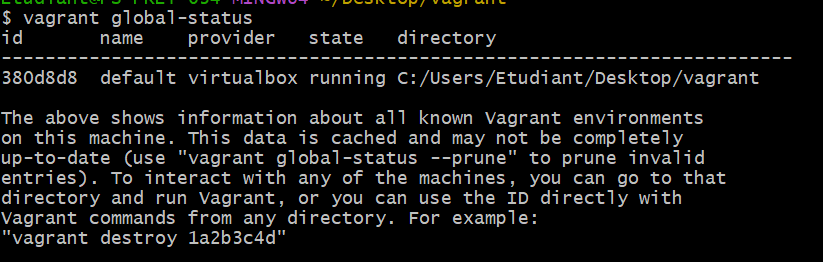 $ vagrant global-status
id       name    provider   state   directory
-----------------------------------------------------------------------
380d8d8  default virtualbox running C:/Users/Etudiant/Desktop/vagrant
The above shows information about all known Vagrant environments
on this machine. This data is cached and may not be completely
up-to-date (use "vagrant global-status --prune" to prune invalid
entries). To interact with any of the machines, you can go to that
directory and run Vagrant, or you can use the ID directly with
Vagrant commands from any directory. For example:
"vagrant destroy 1a2b3c4d"